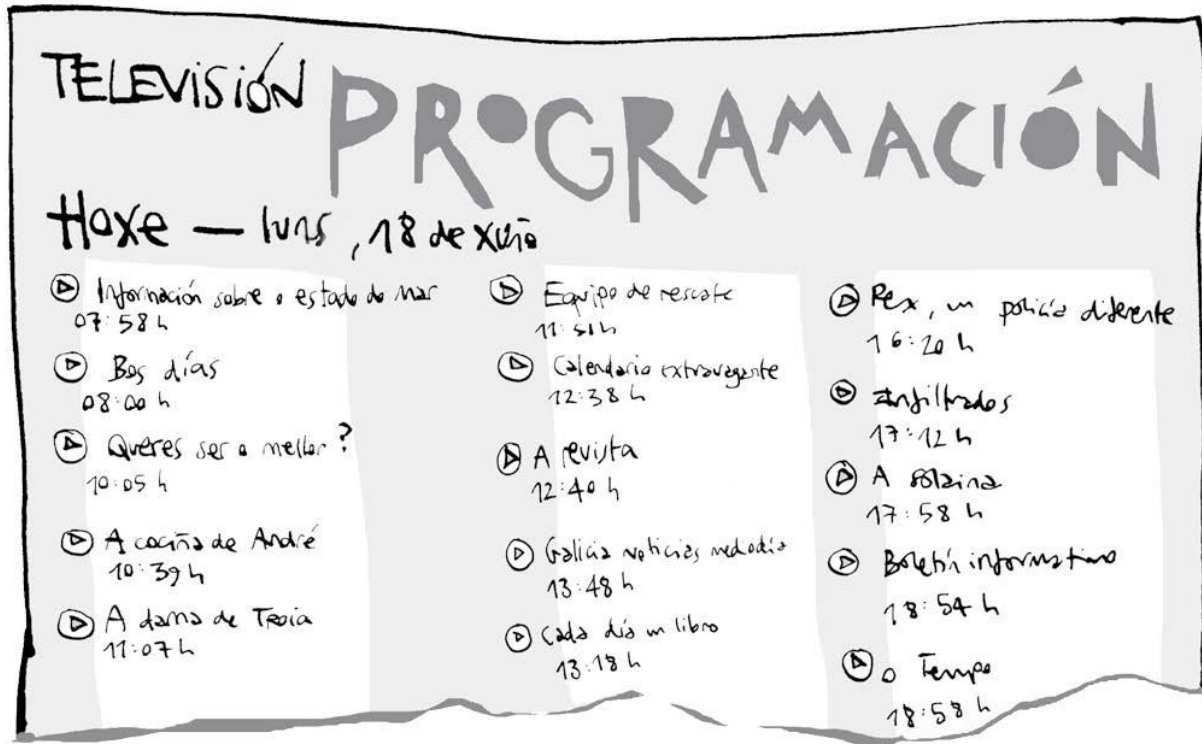 TELEVISIÓN
PROGRAMACIÓN
Hoxe — luns, 18 de xuño
Información sobre o estado do mar
07:58 h
Bos días
08:00 h
Queres ser o mellor?
10:05 h
A cociña de André
10:39 h
A dama de Troia
11:07 h
Equipo de rescate
11:51 h
Calendario extravagante
12:38 h
A revista
12:40 h
Galicia noticias mediodía
13:48 h
Cada día un libro
13:18 h
Rex, un policía diferente
16:20 h
Infiltrados
17:12 h
A solaina
17:58 h
Boletín informativo
18:54 h
O Tempo
18:58 h